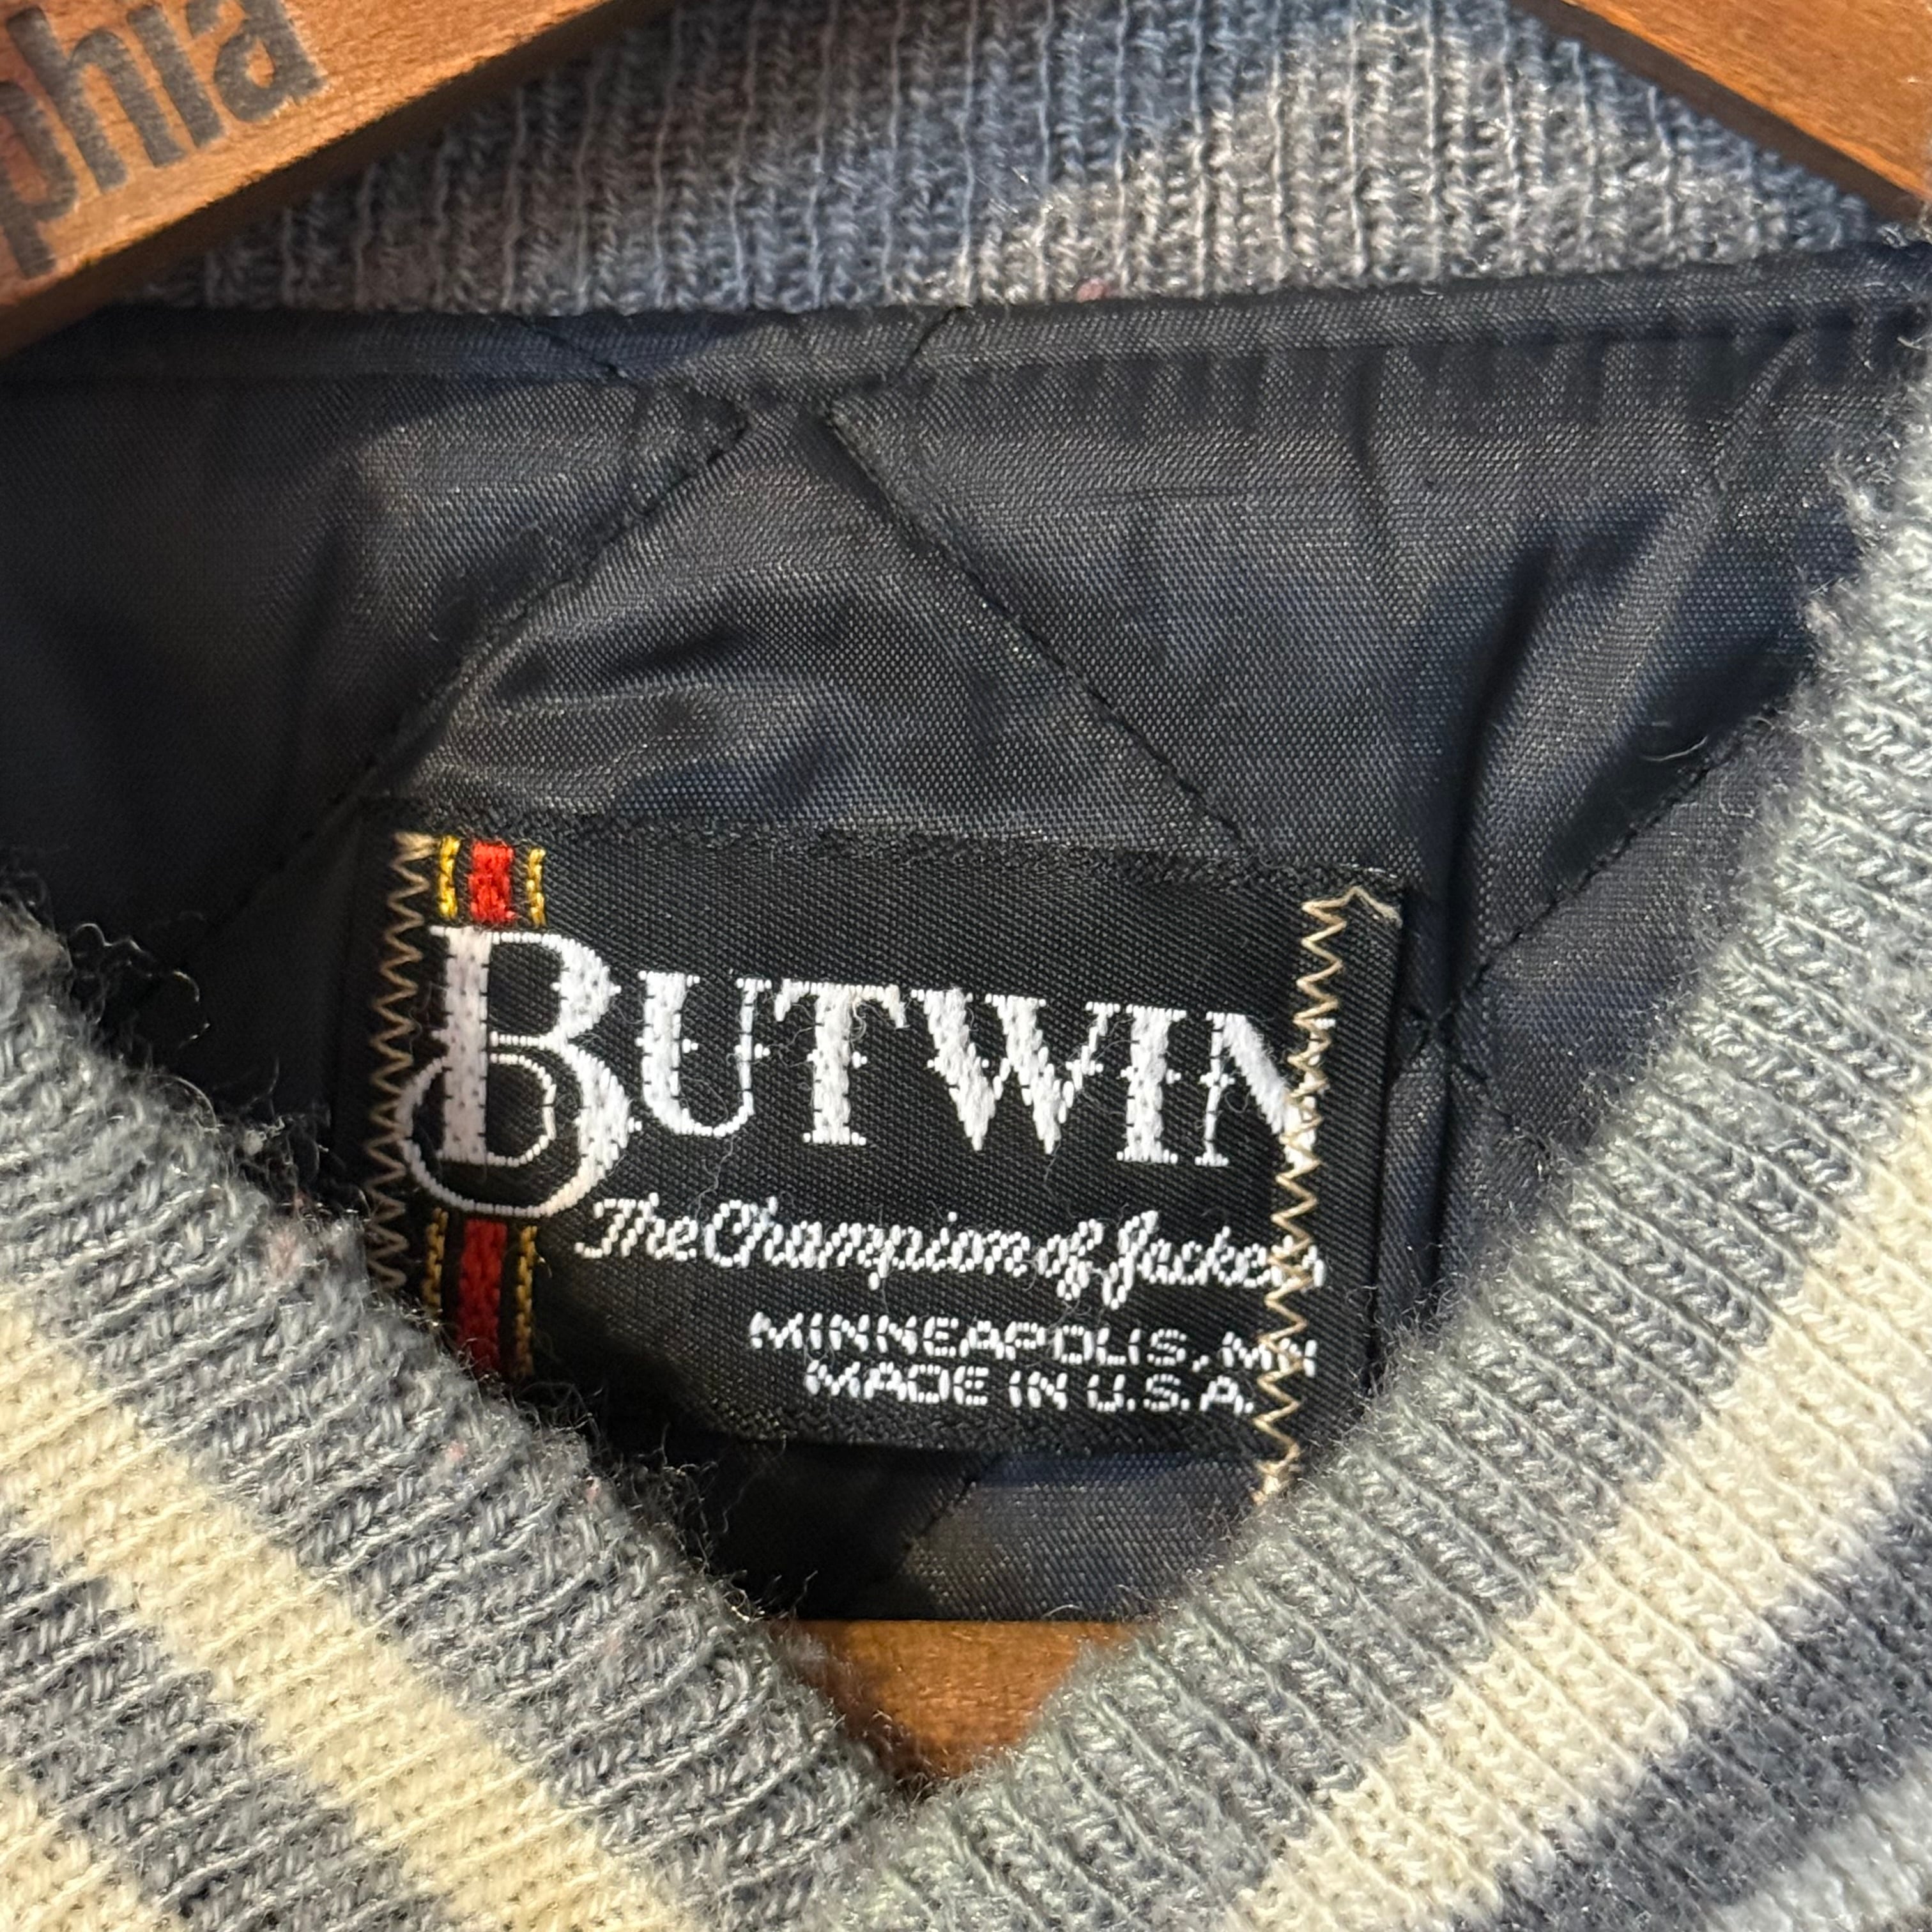 phia
BUTWIN
The Champion of Jackets
MINNEAPOLIS, MN
MADE IN U.S.A.